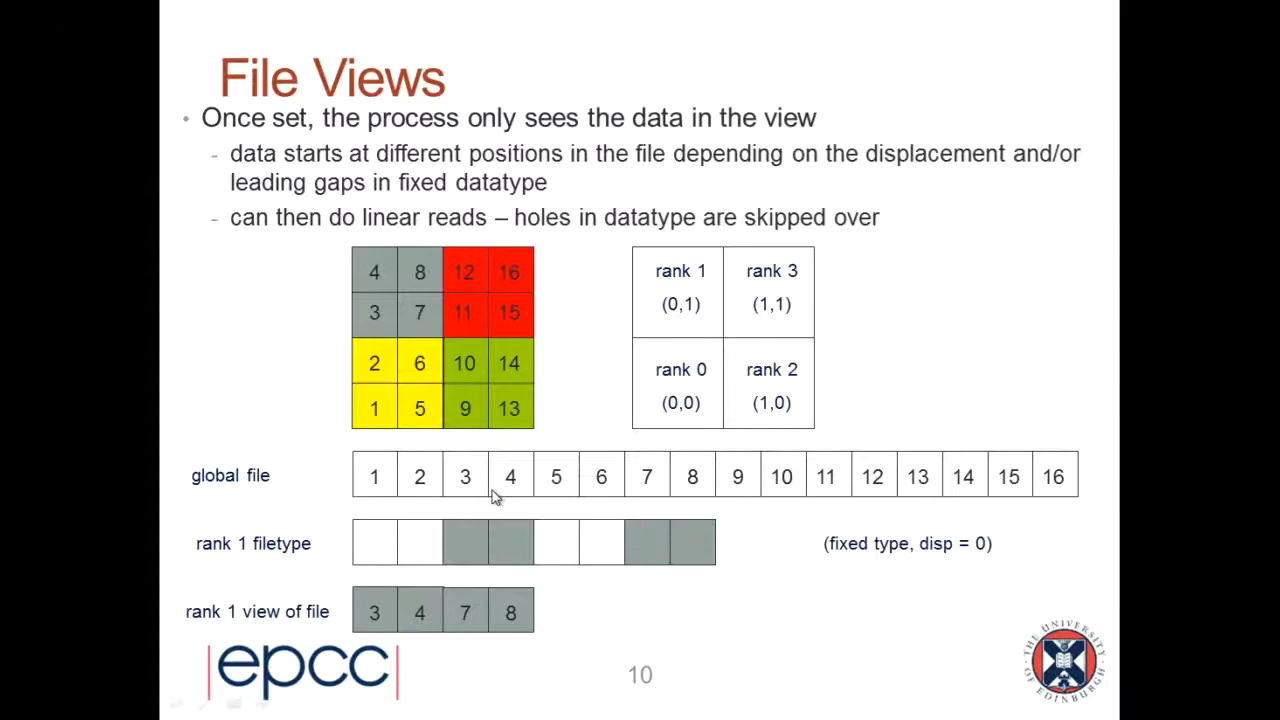 File Views
• Once set, the process only sees the data in the view
- data starts at different positions in the file depending on the displacement and/or
leading gaps in fixed datatype
- can then do linear reads – holes in datatype are skipped over
4 8 12 16
3 7 11 15
2 6 10 14
1 5 9 13
rank 1 rank 3
(0,1) (1,1)
rank 0 rank 2
(0,0) (1,0)
global file 1 2 3 4 5 6 7 8 9 10 11 12 13 14 15 16
rank 1 filetype (fixed type, disp = 0)
rank 1 view of file 3 4 7 8
|epcc|
10
THE UNIVERSITY
OF EDINBURGH